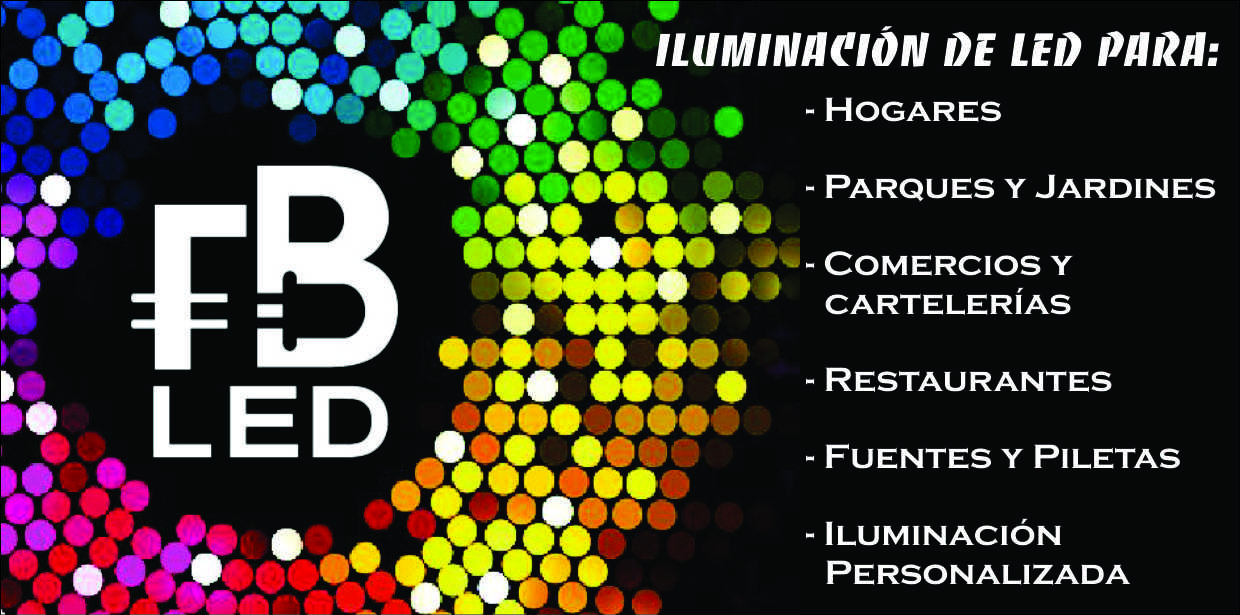 FB
LED
ILUMINACIÓN DE LED PARA:
- HOGARES
- PARQUES Y JARDINES
- COMERCIOS Y
CARTELERÍAS
- RESTAURANTES
- FUENTES Y PILETAS
- ILUMINACIÓN
PERSONALIZADA